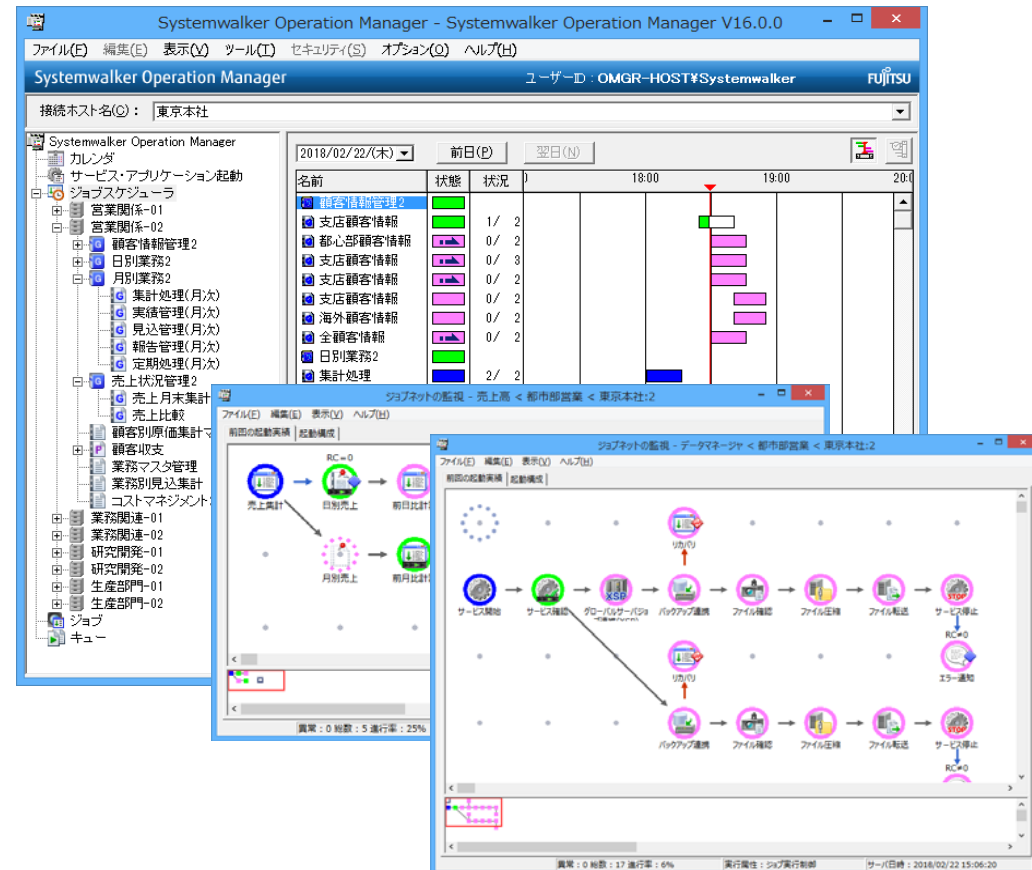 Systemwalker Operation Manager - Systemwalker Operation Manager V16.0.0
ファイル(F) 編集(E) 表示(V) ツール(T) セキュリティ(S) オプション(O) ヘルプ(H)
Systemwalker Operation Manager ユーザーID : OMGR-HOST¥Systemwalker FUJITSU
接続ホスト名(C) : 東京本社
Systemwalker Operation Manager
カレンダ
サービス・アプリケーション起動
ジョブスケジューラ
営業関係-01
営業関係-02
顧客情報管理2
日別業務2
月別業務2
集計処理(月次)
実績管理(月次)
見込管理(月次)
報告管理(月次)
定期処理(月次)
売上状況管理2
売上月末集計
売上比較
顧客別原価集計マ
顧客収支
業務マスタ管理
業務別見込集計
コストマネジメント
業務関連-01
業務関連-02
研究開発-01
研究開発-02
生産部門-01
生産部門-02
ジョブ
キュー
2018/02/22/(木) 前日(P) 翌日(N)
名前 状態 状況 18:00 19:00 20:0
顧客情報管理2
支店顧客情報 1/ 2
都心部顧客情報 0/ 2
支店顧客情報 0/ 3
支店顧客情報 0/ 2
支店顧客情報 0/ 2
海外顧客情報 0/ 2
全顧客情報 0/ 2
日別業務2
集計処理 2/ 2
ジョブネットの監視 - 売上高 < 都市部営業 < 東京本社:2
ファイル(F) 編集(E) 表示(V) ヘルプ(H)
前回の起動実績 起動構成
RC=0
売上集計 日別売上 前日比計
月別売上 前月比計
異常 : 0 総数 : 5 進行率 : 25%
ジョブネットの監視 - データマネージャ < 都市部営業 < 東京本社:2
ファイル(F) 編集(E) 表示(V) ヘルプ(H)
前回の起動実績 起動構成
リカバリ
XSP
STOP
サービス開始 サービス確認 グローバルサーバジョ バックアップ連携 ファイル確認 ファイル圧縮 ファイル転送 サービス停止
RC≠0
リカバリ エラー通知
STOP
バックアップ連携 ファイル確認 ファイル圧縮 ファイル転送 サービス停止
RC≠0
異常 : 0 総数 : 17 進行率 : 6% 実行属性 : ジョブ実行制御 サーバ日時 : 2018/02/22 15:06:20